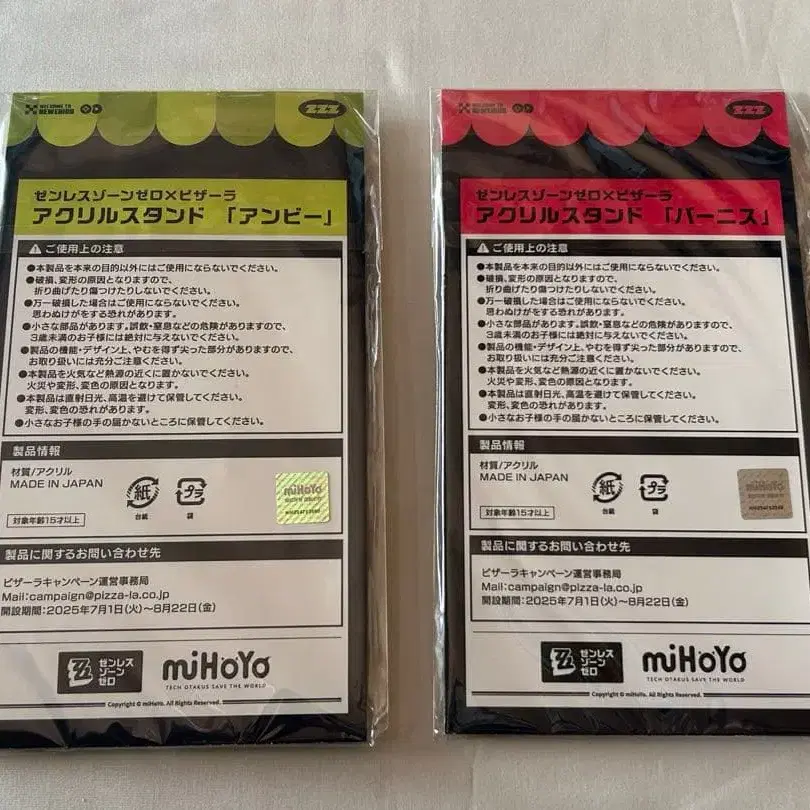 WELCOME TO
NEW ERIDU
ZZZ
ゼンレスゾーンゼロ×ピザーラ
アクリルスタンド 「アンビー」
ご使用上の注意
●本製品を本来の目的以外にはご使用にならないでください。
●破損、変形の原因となりますので、
折り曲げたり傷つけたりしないでください。
●万一破損した場合はご使用にならないでください。
思わぬけがをする恐れがあります。
●小さな部品があります。誤飲・窒息などの危険がありますので、
3歳未満のお子様には絶対に与えないでください。
●製品の機能・デザイン上、やむを得ず尖った部分がありますので、
お取り扱いには充分ご注意ください。
●本製品を火気など熱源の近くに置かないでください。
火災や変形、変色の原因となります。
●本製品は直射日光、高温を避けて保管してください。
変形、変色の恐れがあります。
●小さなお子様の手の届かないところに保管してください。
製品情報
材質/アクリル
MADE IN JAPAN
紙
台紙
プラ
袋
miHoYo
対象年齢15才以上
製品に関するお問い合わせ先
ピザーラキャンペーン運営事務局
Mail:campaign@pizza-la.co.jp
開設期間:2025年7月1日(火)〜8月22日(金)
ゼンレス
ゾーン
ゼロ
miHoYo
TECH OTAKUS SAVE THE WORLD
Copyright © miHoYo. All Rights Reserved.
WELCOME TO
NEW ERIDU
ZZZ
ゼンレスゾーンゼロ×ピザーラ
アクリルスタンド 「バーニス」
ご使用上の注意
●本製品を本来の目的以外にはご使用にならないでください。
●破損、変形の原因となりますので、
折り曲げたり傷つけたりしないでください。
●万一破損した場合はご使用にならないでください。
思わぬけがをする恐れがあります。
●小さな部品があります。誤飲・窒息などの危険がありますので、
3歳未満のお子様には絶対に与えないでください。
●製品の機能・デザイン上、やむを得ず尖った部分がありますので、
お取り扱いには充分ご注意ください。
●本製品を火気など熱源の近くに置かないでください。
火災や変形、変色の原因となります。
●本製品は直射日光、高温を避けて保管してください。
変形、変色の恐れがあります。
●小さなお子様の手の届かないところに保管してください。
製品情報
材質/アクリル
MADE IN JAPAN
紙
台紙
プラ
袋
miHoYo
対象年齢15才以上
製品に関するお問い合わせ先
ピザーラキャンペーン運営事務局
Mail:campaign@pizza-la.co.jp
開設期間:2025年7月1日(火)〜8月22日(金)
ゼンレス
ゾーン
ゼロ
miHoYo
TECH OTAKUS SAVE THE WORLD
Copyright © miHoYo. All Rights Reserved.